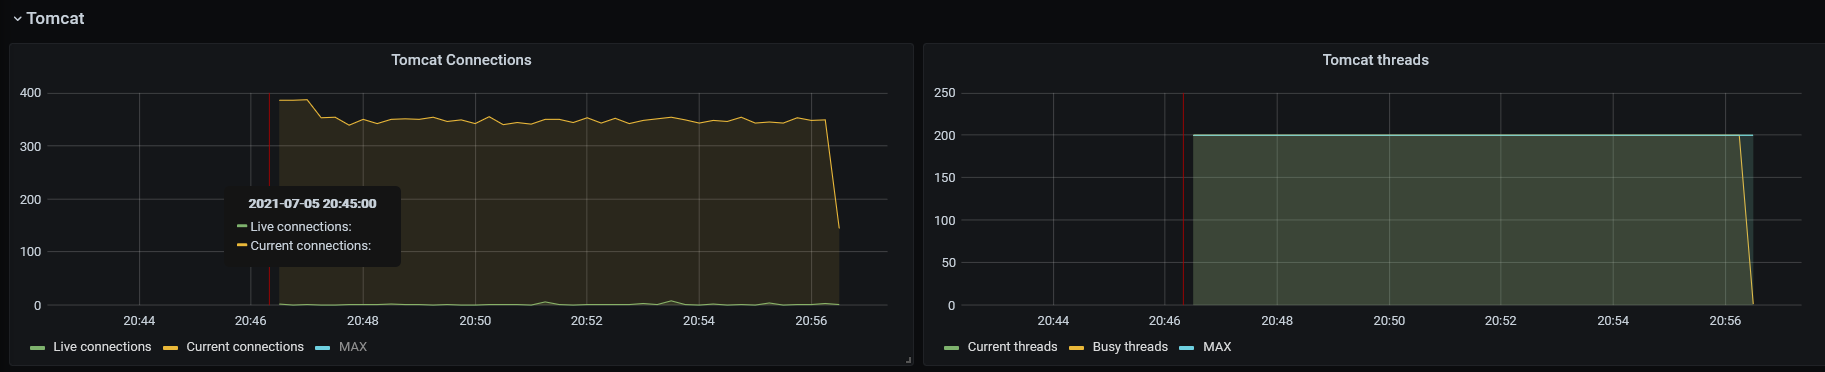 Tomcat
Tomcat Connections
400
300
200
100
0
20:44 20:46 20:48 20:50 20:52 20:54 20:56
2021-07-05 20:45:00
Live connections:
Current connections:
Live connections Current connections MAX
Tomcat threads
250
200
150
100
50
0
20:44 20:46 20:48 20:50 20:52 20:54 20:56
Current threads Busy threads MAX